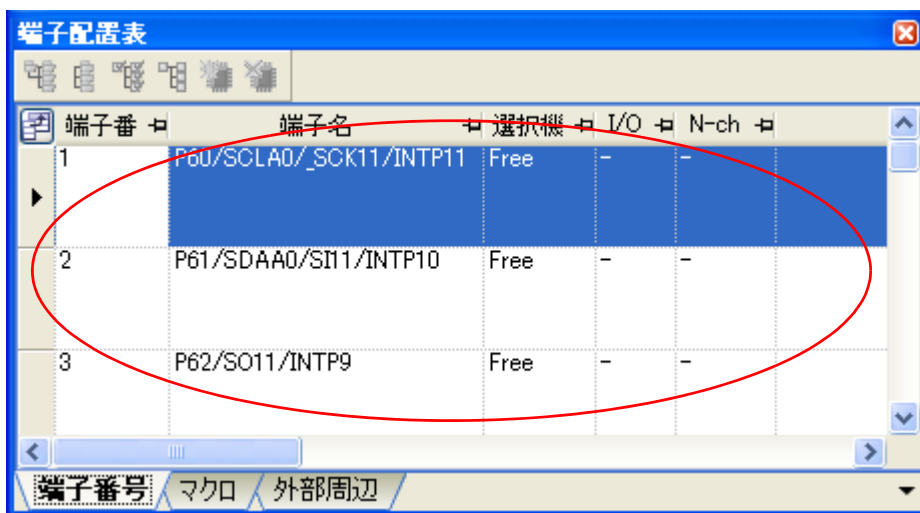 端子配置表
端子番 端子名 選択機 I/O N-ch
1 P60/SCLA0/_SCK11/INTP11 Free - -
2 P61/SDAA0/SI11/INTP10 Free - -
3 P62/SO11/INTP9 Free - -
端子番号 マクロ 外部周辺